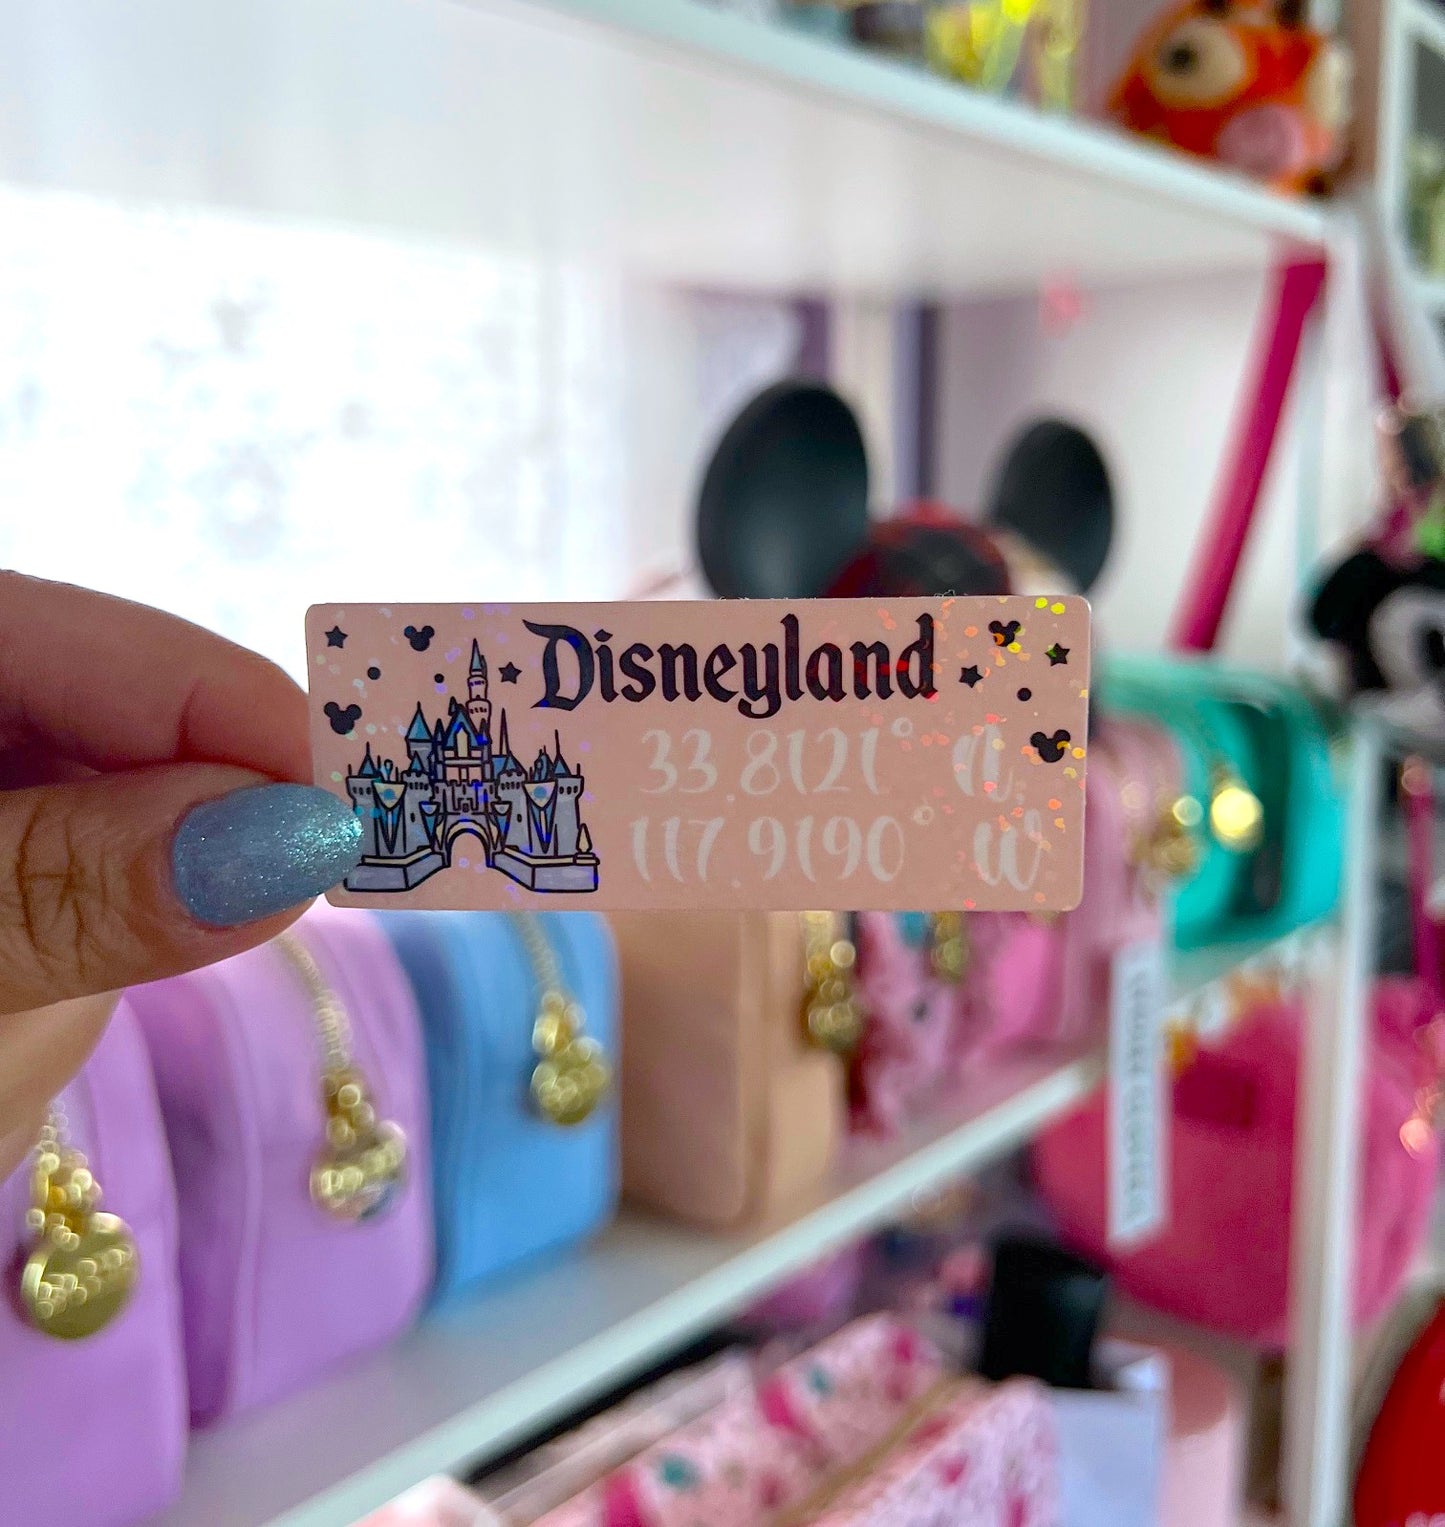 Disneyland
33.8121° N,
117.9190° W